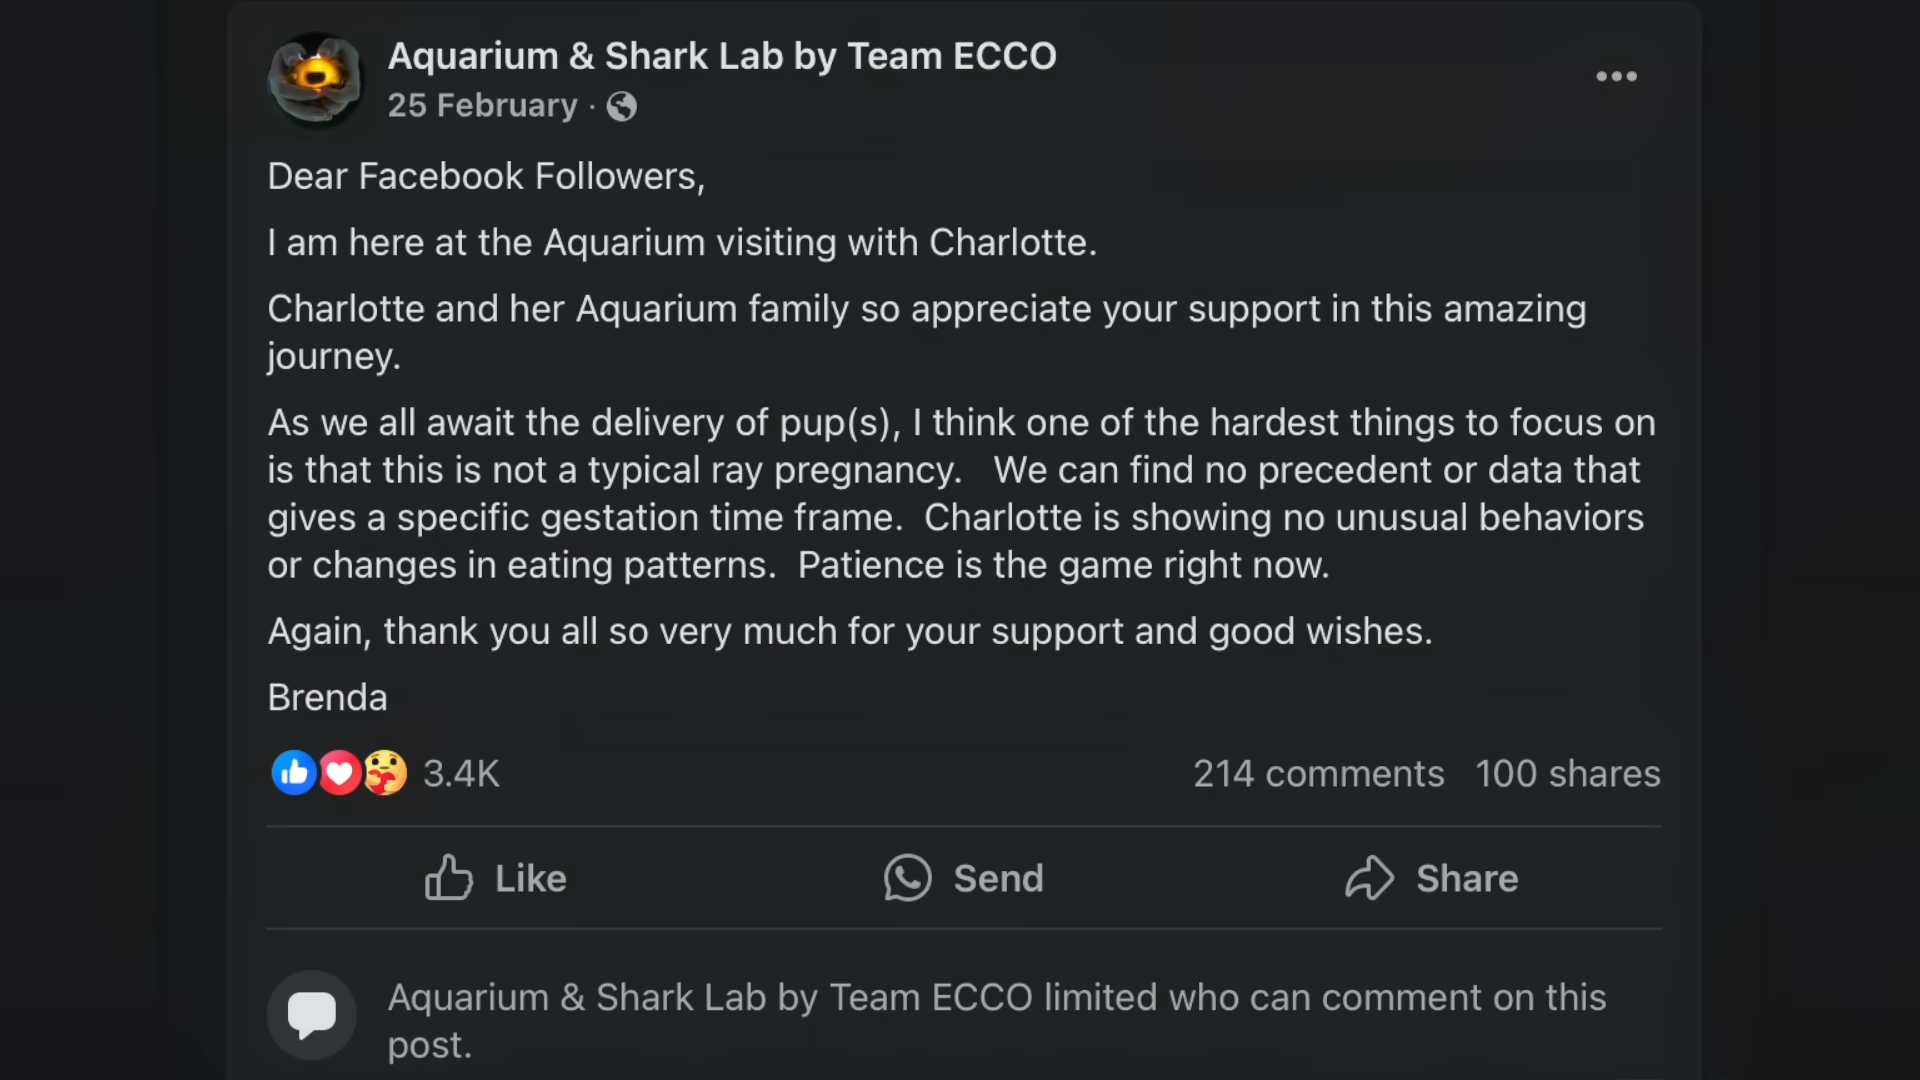 Aquarium & Shark Lab by Team ECCO
25 February ·
Dear Facebook Followers,
I am here at the Aquarium visiting with Charlotte.
Charlotte and her Aquarium family so appreciate your support in this amazing
journey.
As we all await the delivery of pup(s), I think one of the hardest things to focus on
is that this is not a typical ray pregnancy.   We can find no precedent or data that
gives a specific gestation time frame.  Charlotte is showing no unusual behaviors
or changes in eating patterns.  Patience is the game right now.
Again, thank you all so very much for your support and good wishes.
Brenda
3.4K 214 comments 100 shares
Like Send Share
Aquarium & Shark Lab by Team ECCO limited who can comment on this
post.